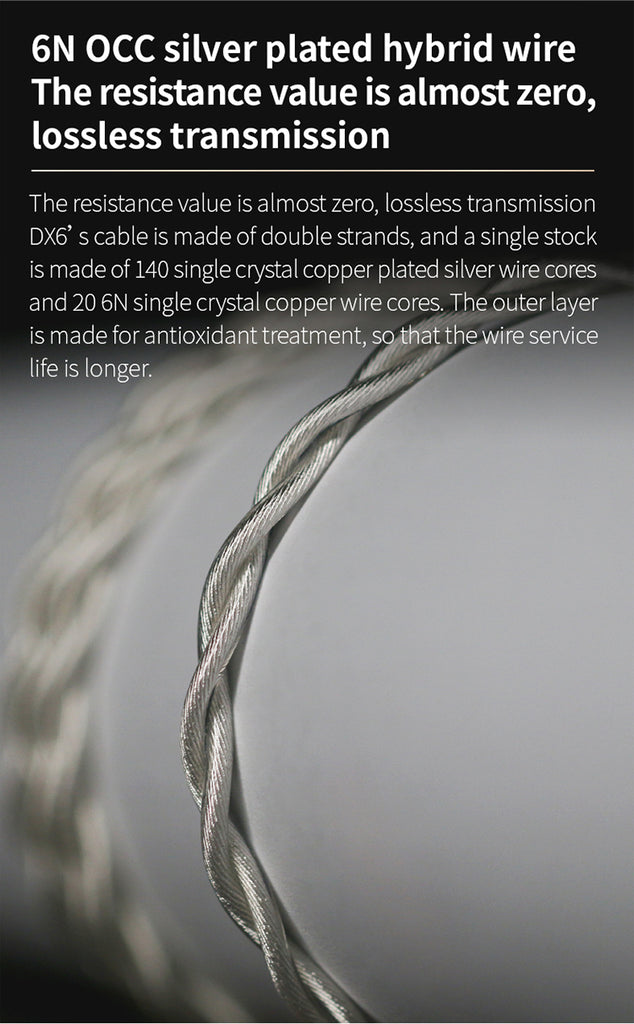 6N OCC silver plated hybrid wire
The resistance value is almost zero,
lossless transmission
The resistance value is almost zero, lossless transmission
DX6’ s cable is made of double strands, and a single stock
is made of 140 single crystal copper plated silver wire cores
and 20 6N single crystal copper wire cores. The outer layer
is made for antioxidant treatment, so that the wire service
life is longer.